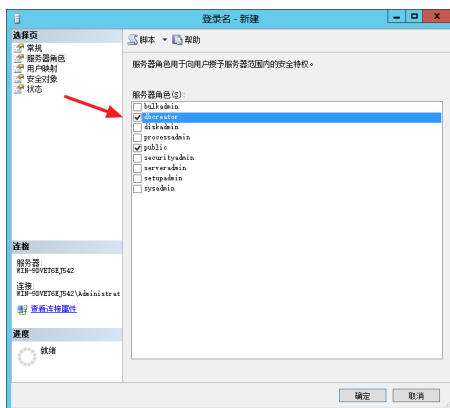 登录名 - 新建
选择页
常规
服务器角色
用户映射
安全对象
状态
脚本
帮助
服务器角色用于向用户授予服务器范围内的安全特权。
服务器角色(S):
bulkadmin
dbcreator
diskadmin
processadmin
public
securityadmin
serveradmin
setupadmin
sysadmin
连接
服务器:
WIN-9DVET6EJ542
连接:
WIN-9DVET6EJ542\Administrat
查看连接属性
进度
就绪
确定
取消